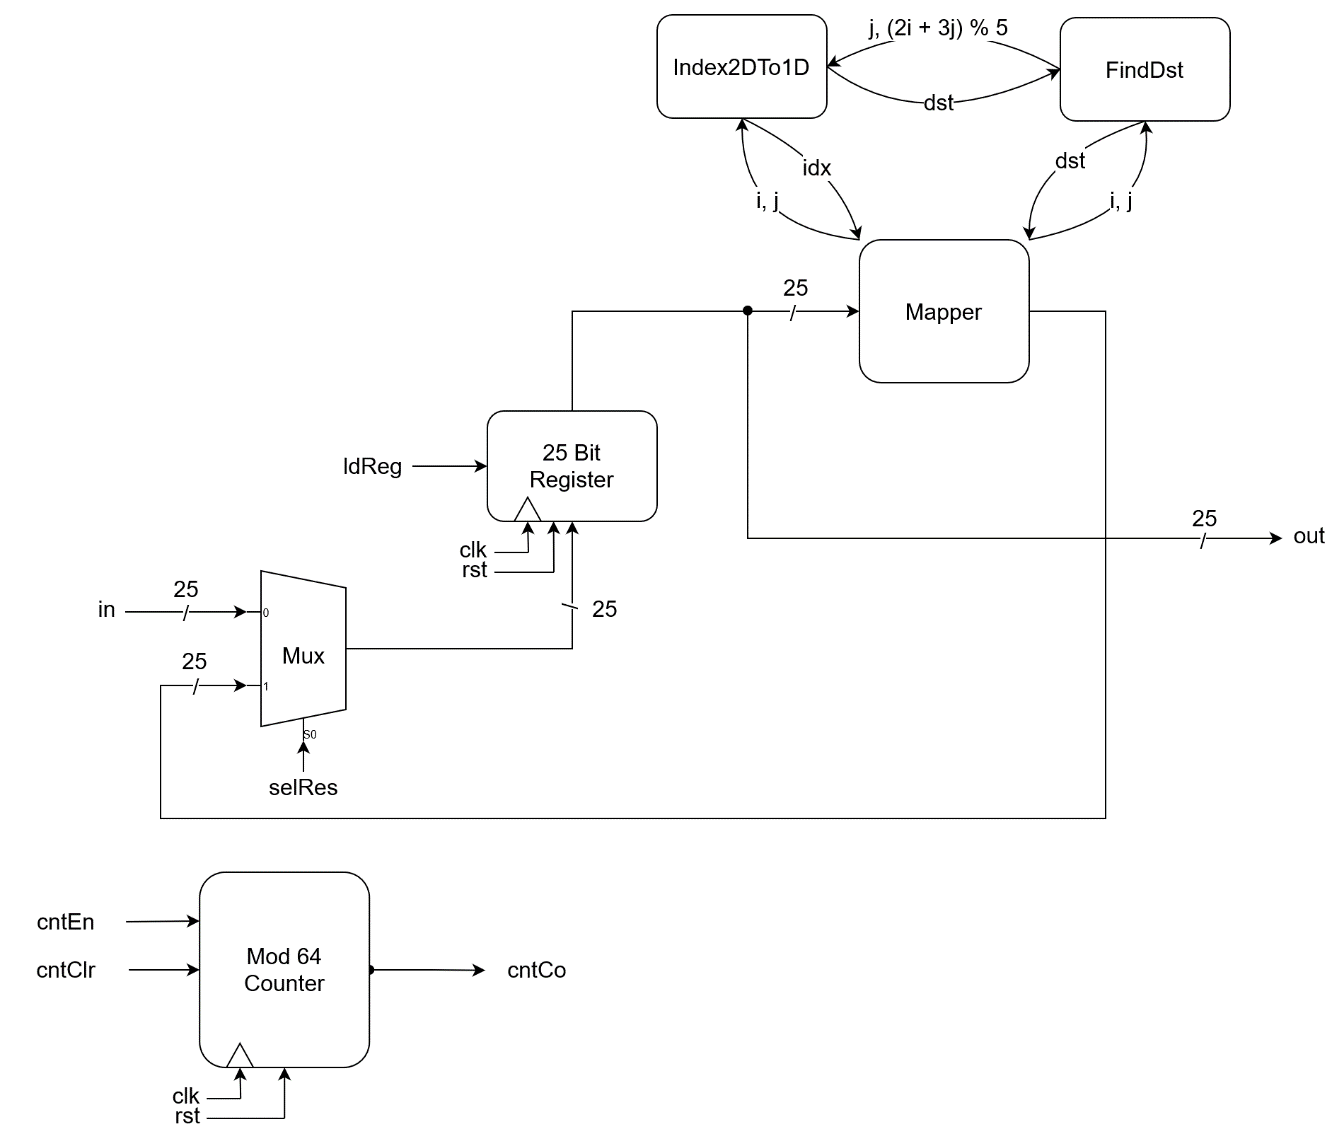 j, (2i + 3j) % 5
Index2DTo1D
FindDst
dst
idx
dst
i, j
i, j
25
Mapper
25 Bit
Register
ldReg
clk
rst
25
out
in
25
0
25
25
Mux
1
S0
selRes
cntEn
cntClr
Mod 64
Counter
cntCo
clk
rst